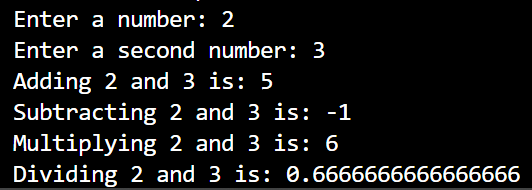 Enter a number: 2
Enter a second number: 3
Adding 2 and 3 is: 5
Subtracting 2 and 3 is: -1
Multiplying 2 and 3 is: 6
Dividing 2 and 3 is: 0.6666666666666666